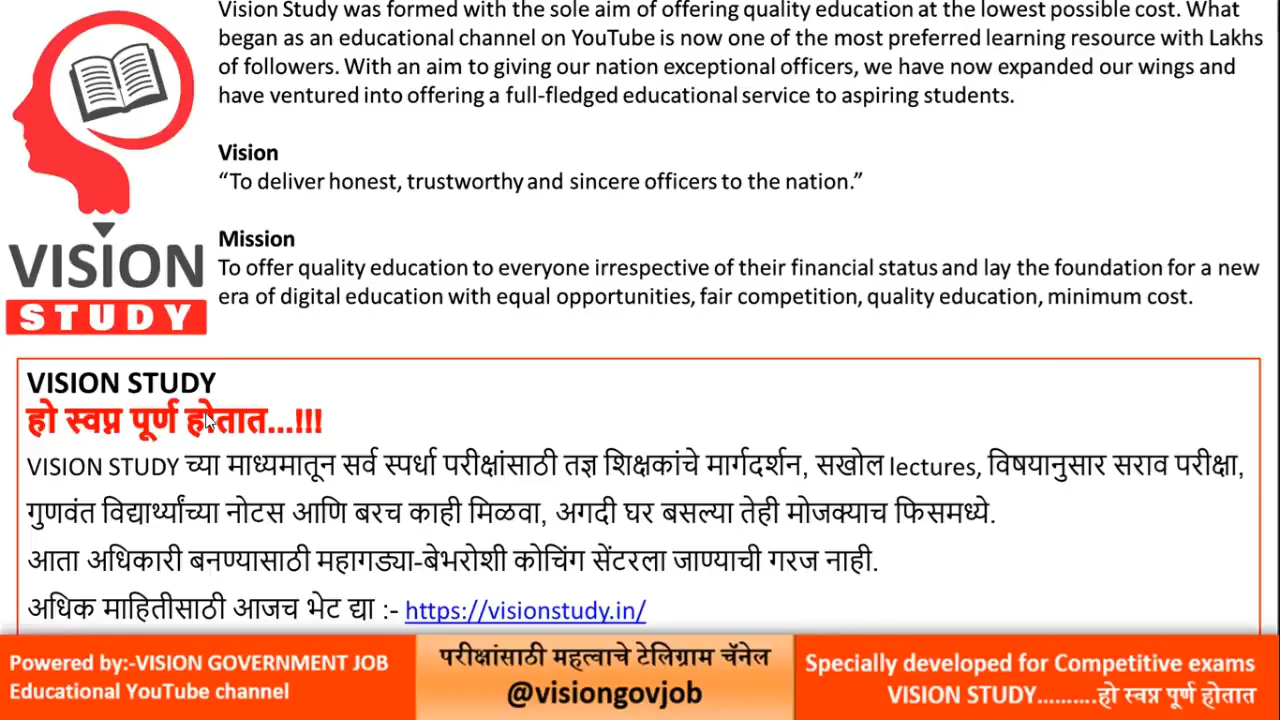 Vision Study was formed with the sole aim of offering quality education at the lowest possible cost. What
began as an educational channel on YouTube is now one of the most preferred learning resource with Lakhs
of followers. With an aim to giving our nation exceptional officers, we have now expanded our wings and
have ventured into offering a full-fledged educational service to aspiring students.
Vision
“To deliver honest, trustworthy and sincere officers to the nation.”
Mission
To offer quality education to everyone irrespective of their financial status and lay the foundation for a new
era of digital education with equal opportunities, fair competition, quality education, minimum cost.
VISION
STUDY
VISION STUDY
हो स्वप्न पूर्ण होतात...!!!
VISION STUDY च्या माध्यमातून सर्व स्पर्धा परीक्षांसाठी तज्ञ शिक्षकांचे मार्गदर्शन, सखोल lectures, विषयानुसार सराव परीक्षा,
गुणवंत विद्यार्थ्यांच्या नोटस आणि बरच काही मिळवा, अगदी घर बसल्या तेही मोजक्याच फिसमध्ये.
आता अधिकारी बनण्यासाठी महागड्या-बेभरोशी कोचिंग सेंटरला जाण्याची गरज नाही.
अधिक माहितीसाठी आजच भेट द्या :- https://visionstudy.in/
Powered by:-VISION GOVERNMENT JOB
Educational YouTube channel
परीक्षांसाठी महत्वाचे टेलिग्राम चॅनेल
@visiongovjob
Specially developed for Competitive exams
VISION STUDY..........हो स्वप्न पूर्ण होतात